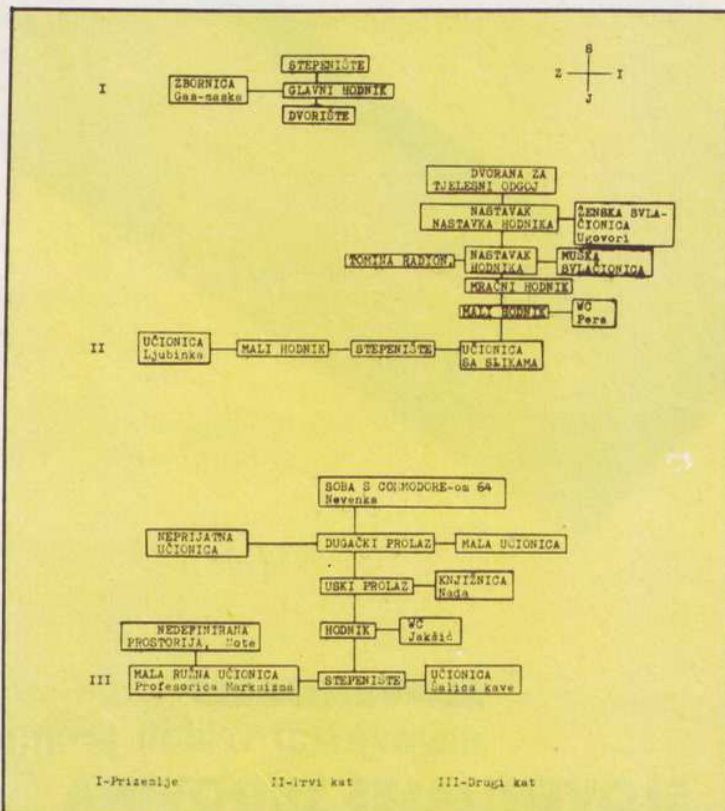 S
Z I
J
I
STEPENIŠTE
ZBORNICA
Gas-maska
GLAVNI HODNIK
DVORIŠTE
DVORANA ZA
TJELESNI ODGOJ
NASTAVAK
NASTAVKA HODNIKA
ŽENSKA SVLA-
ČIONICA
Ugovori
TOMINA RADION.
NASTAVAK
HODNIKA
MUŠKA
SVLAČIONICA
MRAČNI HODNIK
MALI HODNIK
WC
Pera
II
UČIONICA
Ljubinka
MALI HODNIK
STEPENIŠTE
UČIONICA
SA SLIKAMA
SOBA S COMMODORE-om 64
Nevenka
NEPRIJATNA
UČIONICA
DUGAČKI PROLAZ
MALA UČIONICA
USKI PROLAZ
KNJIŽNICA
Nada
HODNIK
WC
Jakšić
NEDEFINIRANA
PROSTORIJA, Note
III
MALA RUŽNA UČIONICA
Profesorica Markuizna
STEPENIŠTE
UČIONICA
Šalica kave
I-Prizemlje II-Prvi kat III-Drugi kat